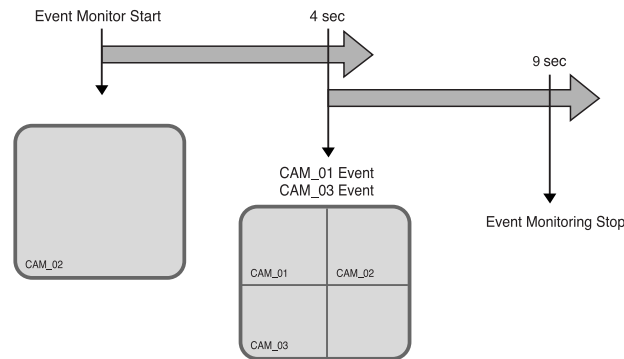 Event Monitor Start
4 sec
9 sec
CAM_01 Event
CAM_03 Event
Event Monitoring Stop
CAM_02
CAM_01
CAM_02
CAM_03